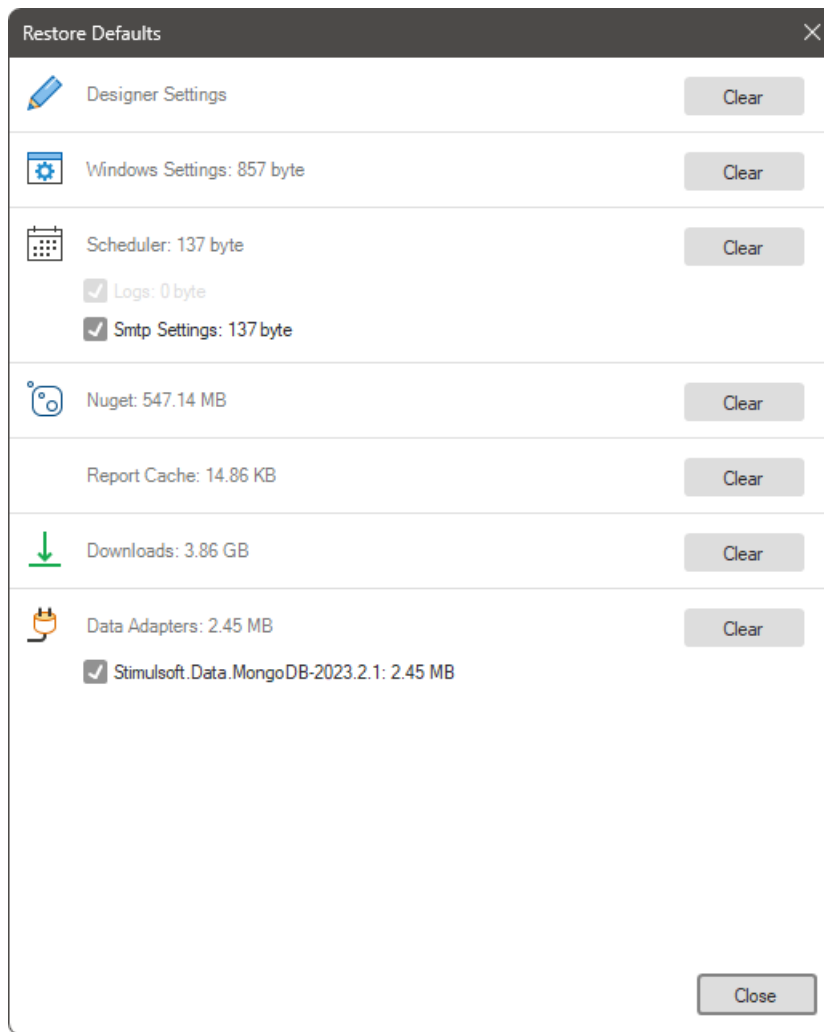 Restore Defaults
Designer Settings
Clear
Windows Settings: 857 byte
Clear
Scheduler: 137 byte
Clear
Logs: 0 byte
Smtp Settings: 137 byte
Nuget: 547.14 MB
Clear
Report Cache: 14.86 KB
Clear
Downloads: 3.86 GB
Clear
Data Adapters: 2.45 MB
Clear
Stimulsoft.Data.MongoDB-2023.2.1: 2.45 MB
Close